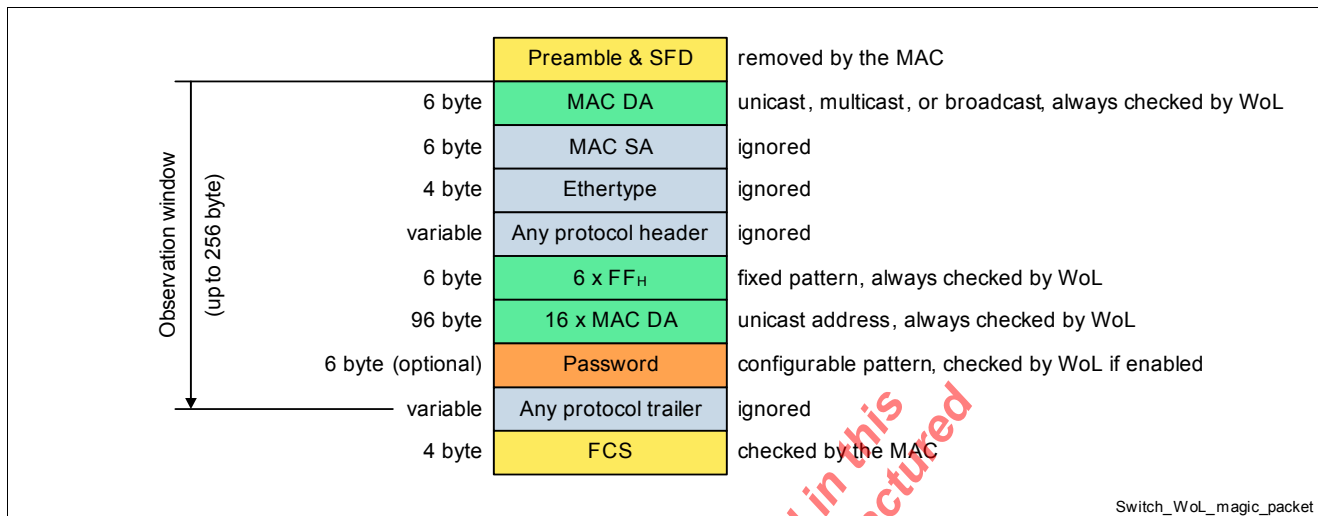 Preamble & SFD removed by the MAC
6 byte MAC DA unicast, multicast, or broadcast, always checked by WoL
6 byte MAC SA ignored
4 byte Ethertype ignored
variable Any protocol header ignored
6 byte 6 x FFH fixed pattern, always checked by WoL
96 byte 16 x MAC DA unicast address, always checked by WoL
6 byte (optional) Password configurable pattern, checked by WoL if enabled
variable Any protocol trailer ignored
4 byte FCS checked by the MAC
Observation window
(up to 256 byte)
in this
Switch_WoL_magic_packet